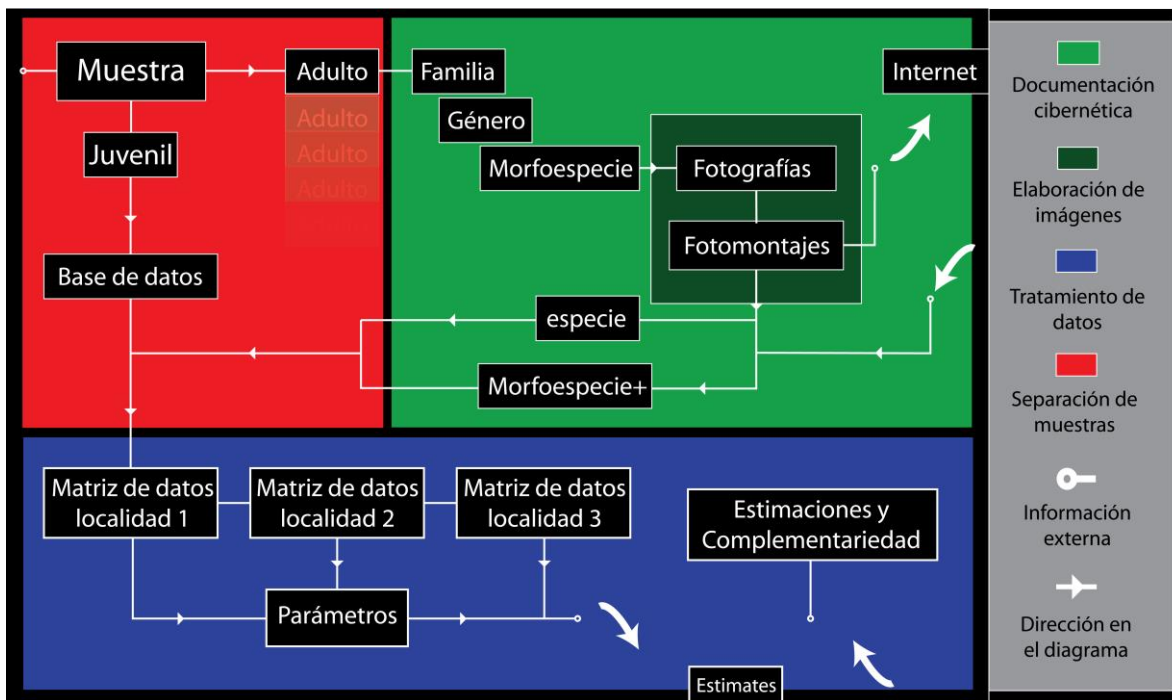 Muestra
Adulto
Familia
Internet
Adulto
Género
Juvenil
Adulto
Morfoespecie
Fotografías
Adulto
Fotomontajes
Base de datos
especie
Morfoespecie+
Matriz de datos
localidad 1
Matriz de datos
localidad 2
Matriz de datos
localidad 3
Estimaciones y
Complementariedad
Parámetros
Estimates
Documentación
cibernética
Elaboración de
imágenes
Tratamiento de
datos
Separación de
muestras
Información
externa
Dirección en
el diagrama